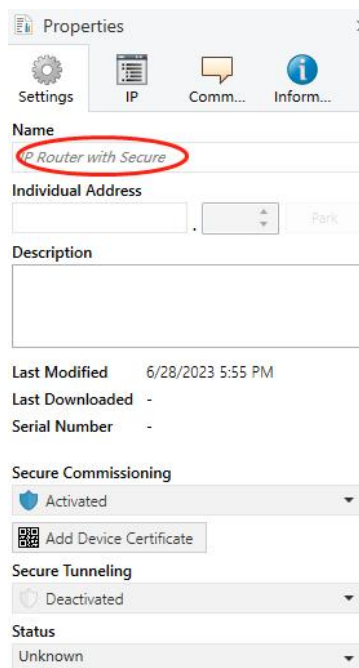 Properties
Settings
IP
Comm...
Inform...
Name
IP Router with Secure
Individual Address
. Park
Description
Last Modified 6/28/2023 5:55 PM
Last Downloaded -
Serial Number -
Secure Commissioning
Activated
Add Device Certificate
Secure Tunneling
Deactivated
Status
Unknown